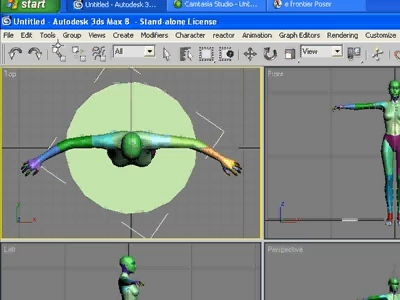 start
Untitled - Autodesk 3...
Camtasia Studio - Unt...
e frontier Poser
Untitled - Autodesk 3ds Max 8 - Stand-alone License
File Edit Tools Group Views Create Modifiers Character reactor Animation Graph Editors Rendering Customize
All
View
Top
Front
Left
Perspective